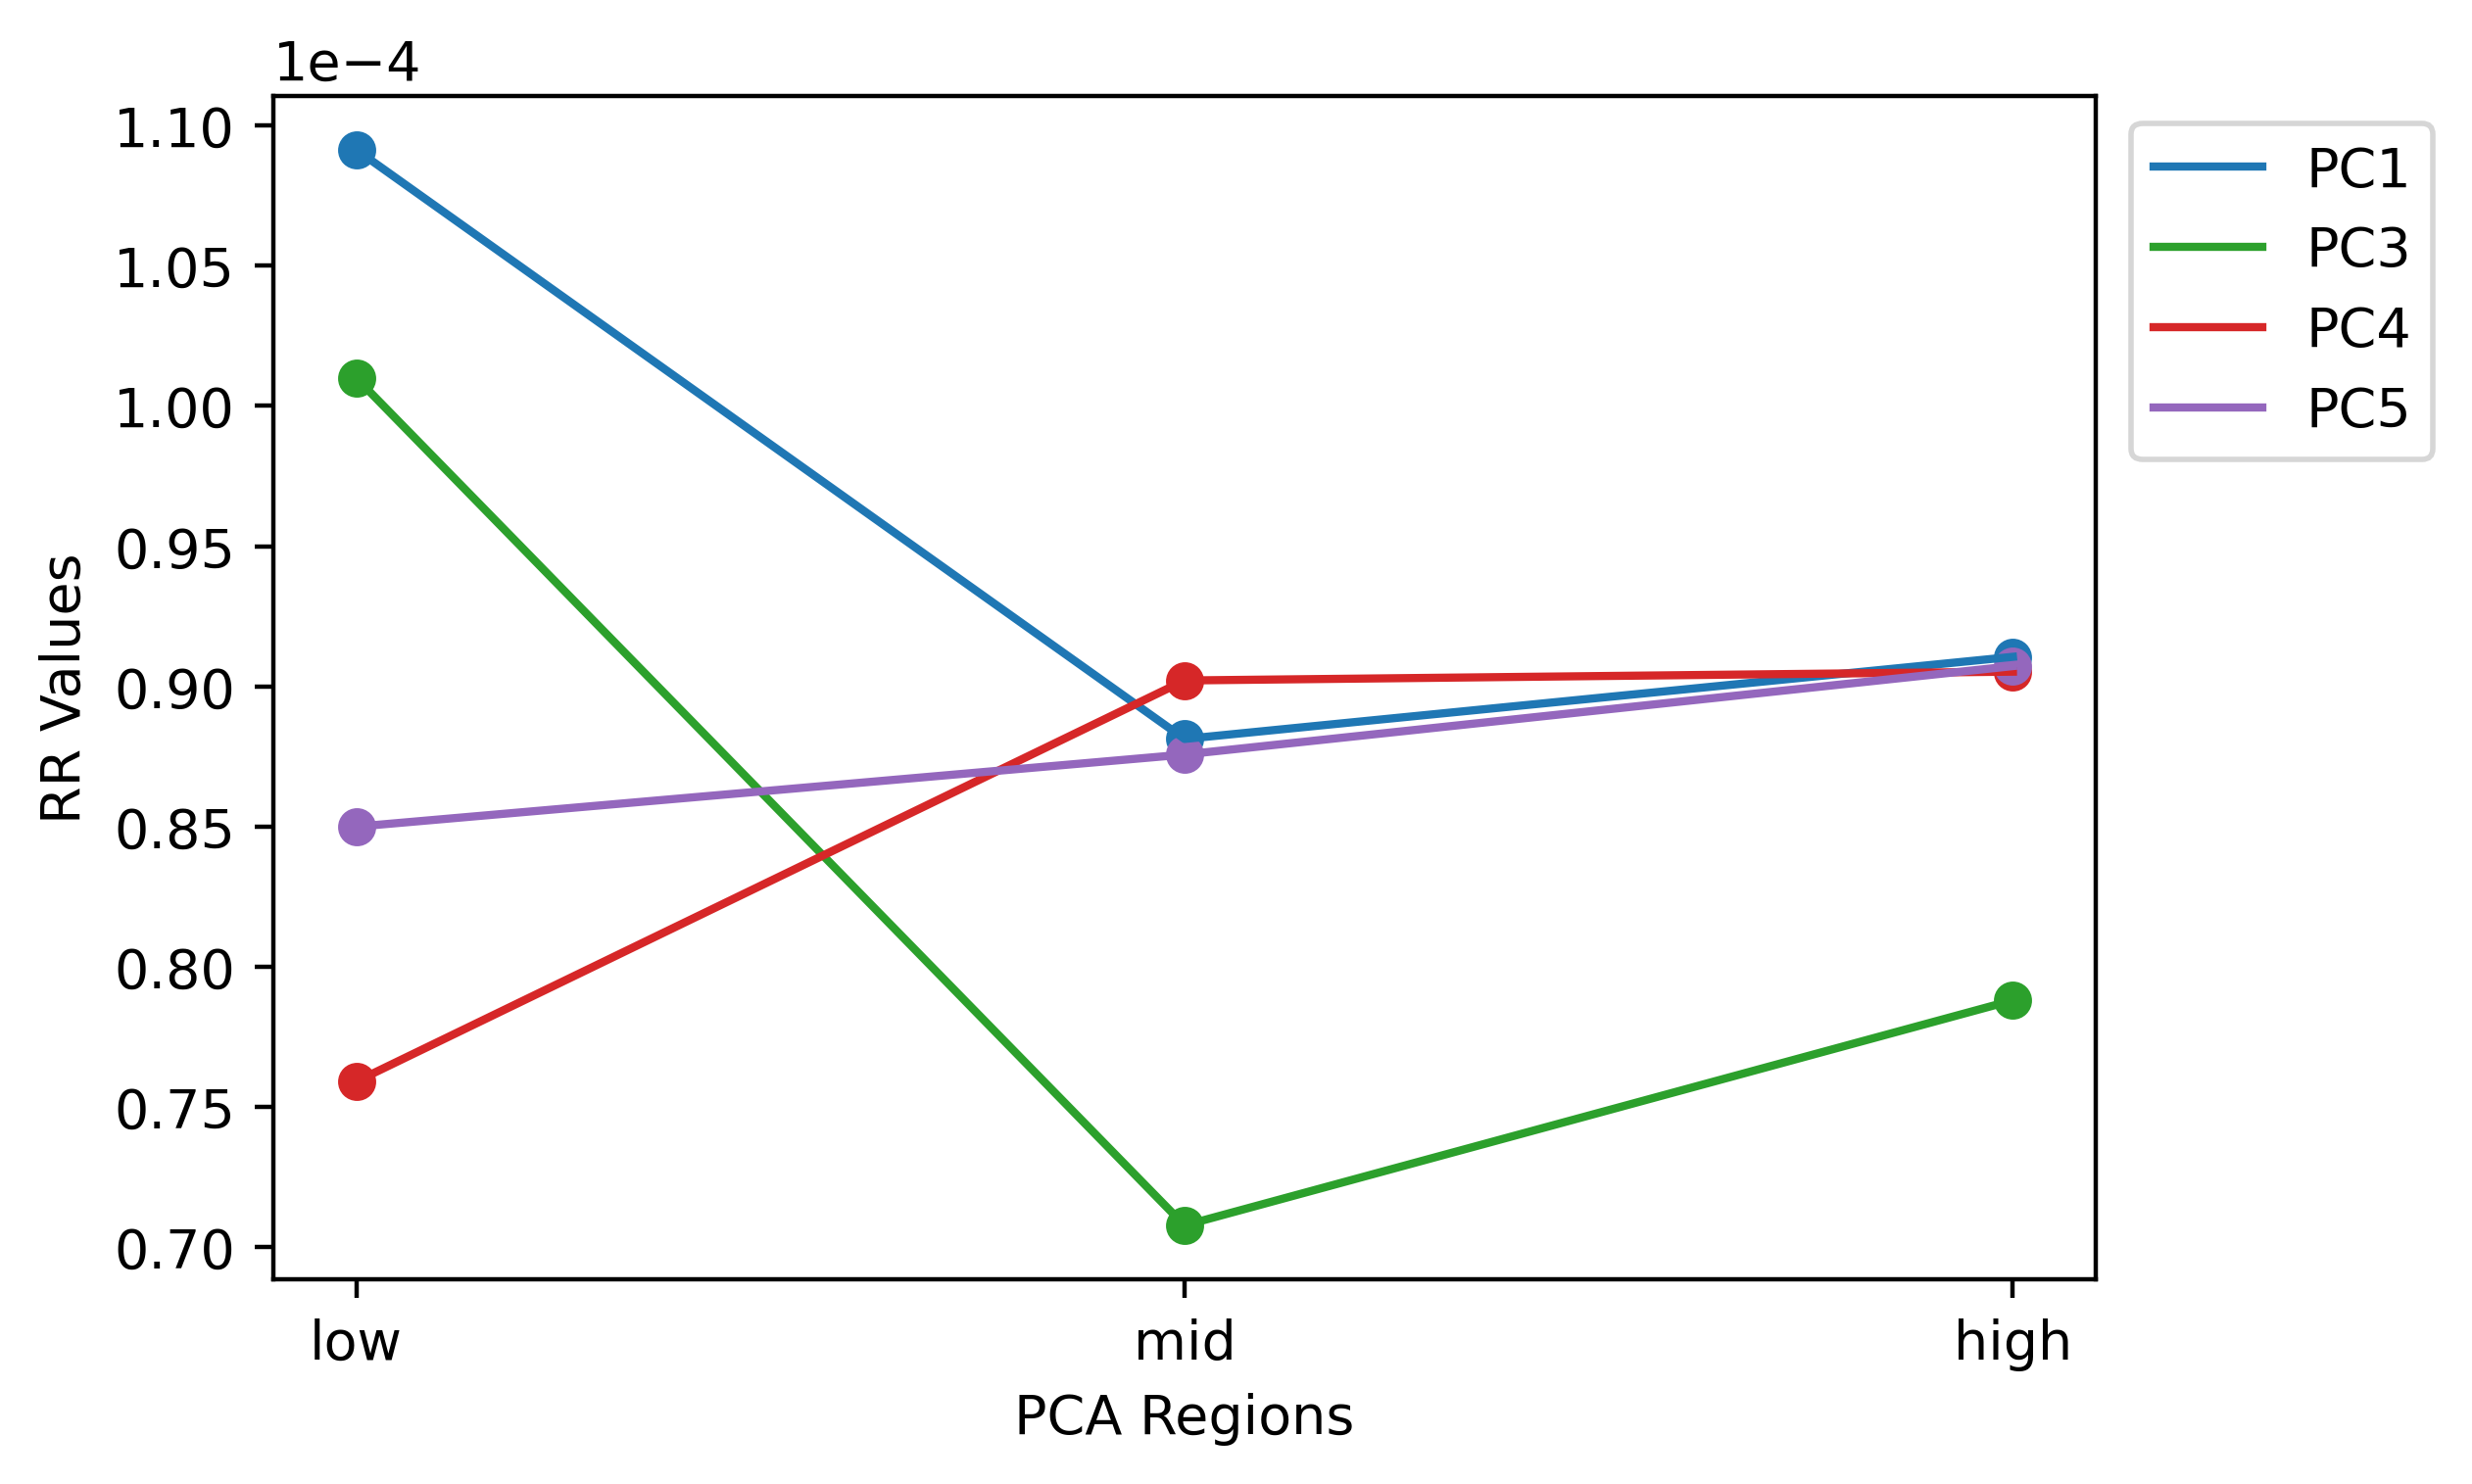 1e−4
1.10
1.05
1.00
0.95
0.90
0.85
0.80
0.75
0.70
RR Values
low mid high
PCA Regions
PC1
PC3
PC4
PC5